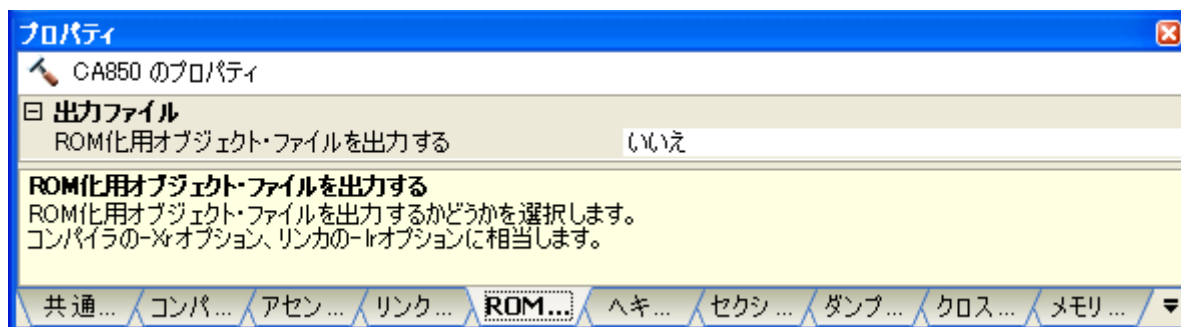 プロパティ
CA850 のプロパティ
出力ファイル
ROM化用オブジェクト・ファイルを出力する いいえ
ROM化用オブジェクト・ファイルを出力する
ROM化用オブジェクト・ファイルを出力するかどうかを選択します。
コンパイラの-Xrオプション、リンカの-lrオプションに相当します。
共通... コンパ... アセン... リンク... ROM... ヘキ... セクシ... ダンプ... クロス... メモリ...